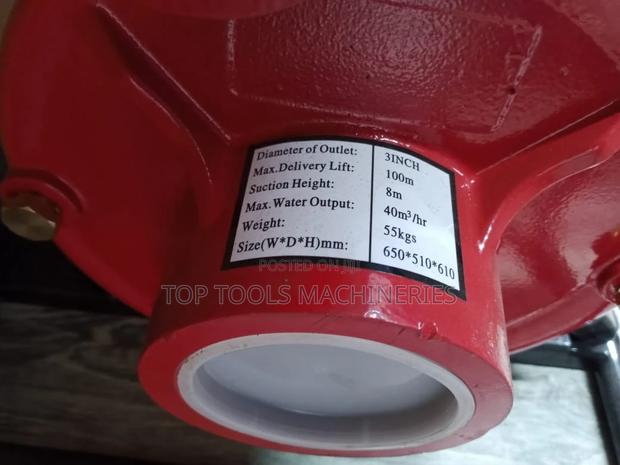 Diameter of Outlet: 3INCH
Max.Delivery Lift: 100m
Suction Height: 8m
Max.Water Output: 40m³/hr
Weight: 55kgs
Size(W*D*H)mm: 650*510*610
POSTED ON JIJI
TOP TOOLS MACHINERIES